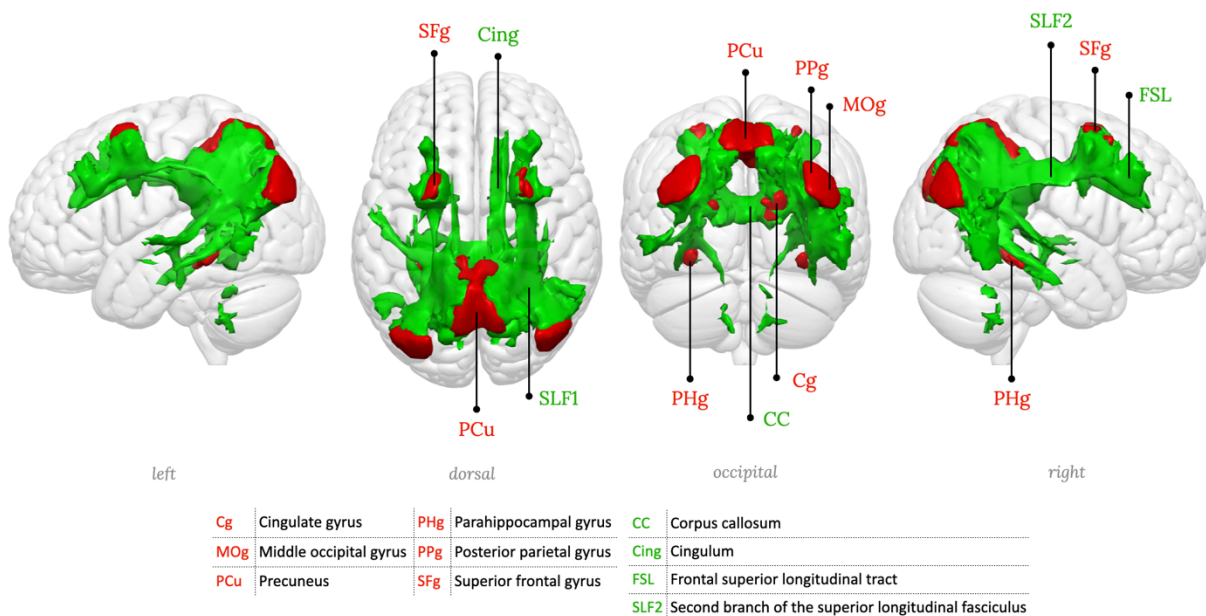 SFg
Cing
PCu
PPg
MOg
SLF2
SFg
FSL
PHg
Cg
CC
PHg
SLF1
PCu
left
dorsal
occipital
right
Cg Cingulate gyrus PHg Parahippocampal gyrus CC Corpus callosum
MOg Middle occipital gyrus PPg Posterior parietal gyrus Cing Cingulum
PCu Precuneus SFg Superior frontal gyrus FSL Frontal superior longitudinal tract
SLF2 Second branch of the superior longitudinal fasciculus